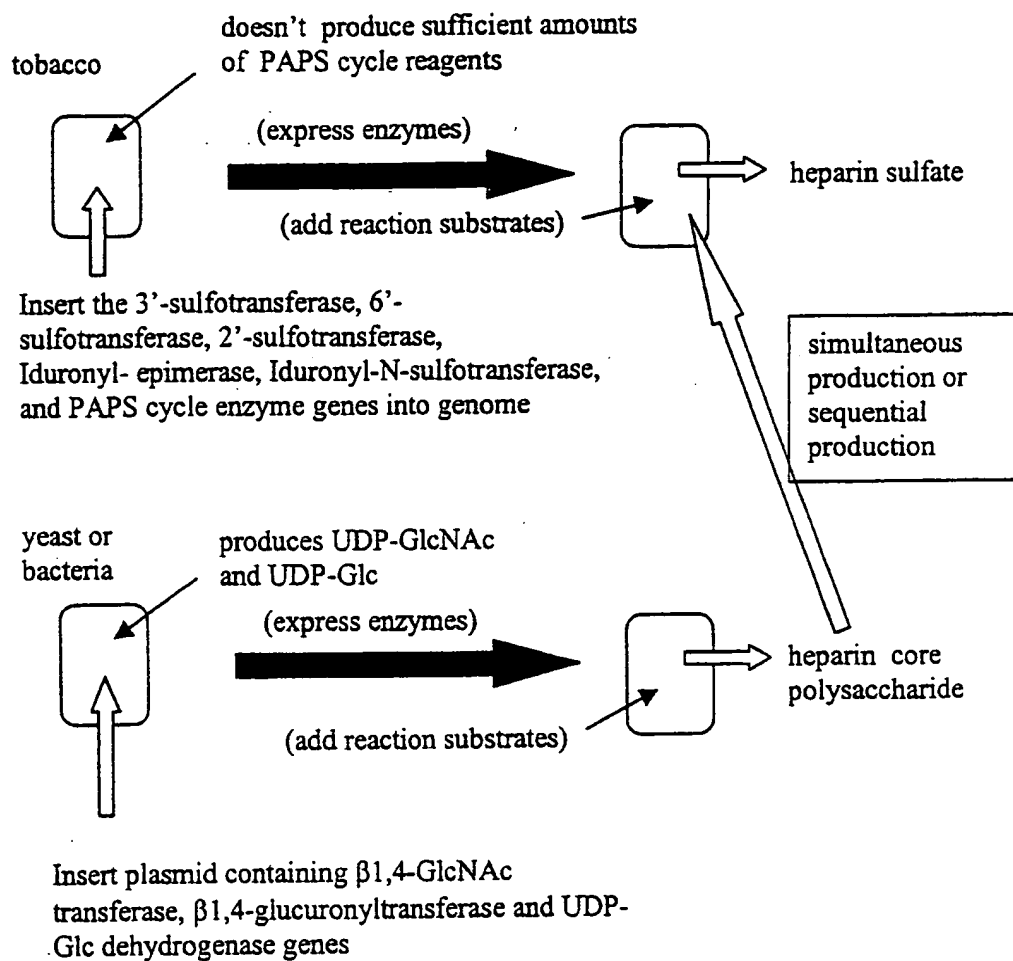 doesn't produce sufficient amounts
of PAPS cycle reagents
tobacco
(express enzymes)
heparin sulfate
(add reaction substrates)
Insert the 3'-sulfotransferase, 6'-
sulfotransferase, 2'-sulfotransferase,
Iduronyl- epimerase, Iduronyl-N-sulfotransferase,
and PAPS cycle enzyme genes into genome
simultaneous
production or
sequential
production
yeast or
bacteria
produces UDP-GlcNAc
and UDP-Glc
(express enzymes)
heparin core
polysaccharide
(add reaction substrates)
Insert plasmid containing β1,4-GlcNAc
transferase, β1,4-glucuronyltransferase and UDP-
Glc dehydrogenase genes